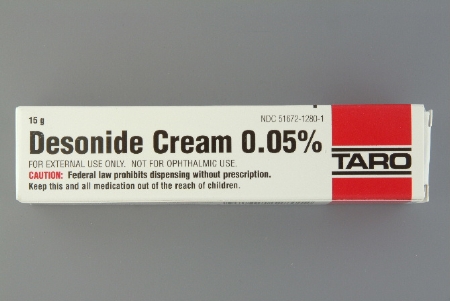 15 g
NDC 51672-1280-1
Desonide Cream 0.05%
TARO
FOR EXTERNAL USE ONLY. NOT FOR OPHTHALMIC USE.
CAUTION: Federal law prohibits dispensing without prescription.
Keep this and all medication out of the reach of children.